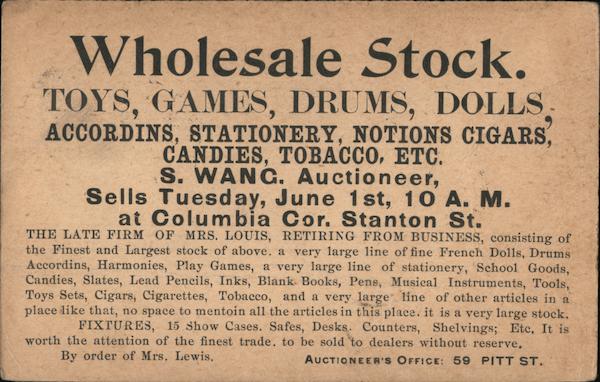 Wholesale Stock.
TOYS, GAMES, DRUMS, DOLLS,
ACCORDINS, STATIONERY, NOTIONS CIGARS,
CANDIES, TOBACCO, ETC.
S. WANG. Auctioneer,
Sells Tuesday, June 1st, 10 A. M.
at Columbia Cor. Stanton St.
THE LATE FIRM OF MRS. LOUIS, RETIRING FROM BUSINESS, consisting of
the Finest and Largest stock of above. a very large line of fine French Dolls, Drums
Accordins, Harmonies, Play Games, a very large line of stationery, School Goods,
Candies, Slates, Lead Pencils, Inks, Blank Books, Pens, Musical Instruments, Tools,
Toys Sets, Cigars, Cigarettes, Tobacco, and a very large line of other articles in a
place like that, no space to mentoin all the articles in this place. it is a very large stock.
FIXTURES, 15 Show Cases. Safes, Desks. Counters, Shelvings; Etc, It is
worth the attention of the finest trade. to be sold to dealers without reserve.
By order of Mrs. Lewis. AUCTIONEER'S OFFICE: 59 PITT ST.